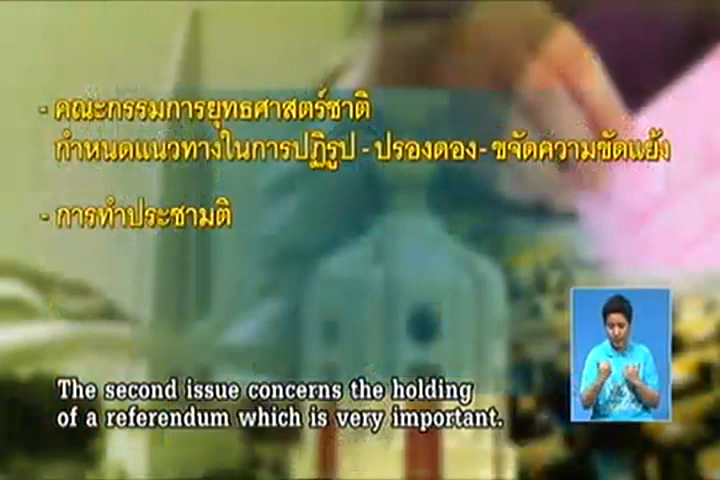 - คณะกรรมการยุทธศาสตร์ชาติ
กำหนดแนวทางในการปฏิรูป - ปรองดอง - ขจัดความขัดแย้ง
- การทำประชามติ
The second issue concerns the holding
of a referendum which is very important.